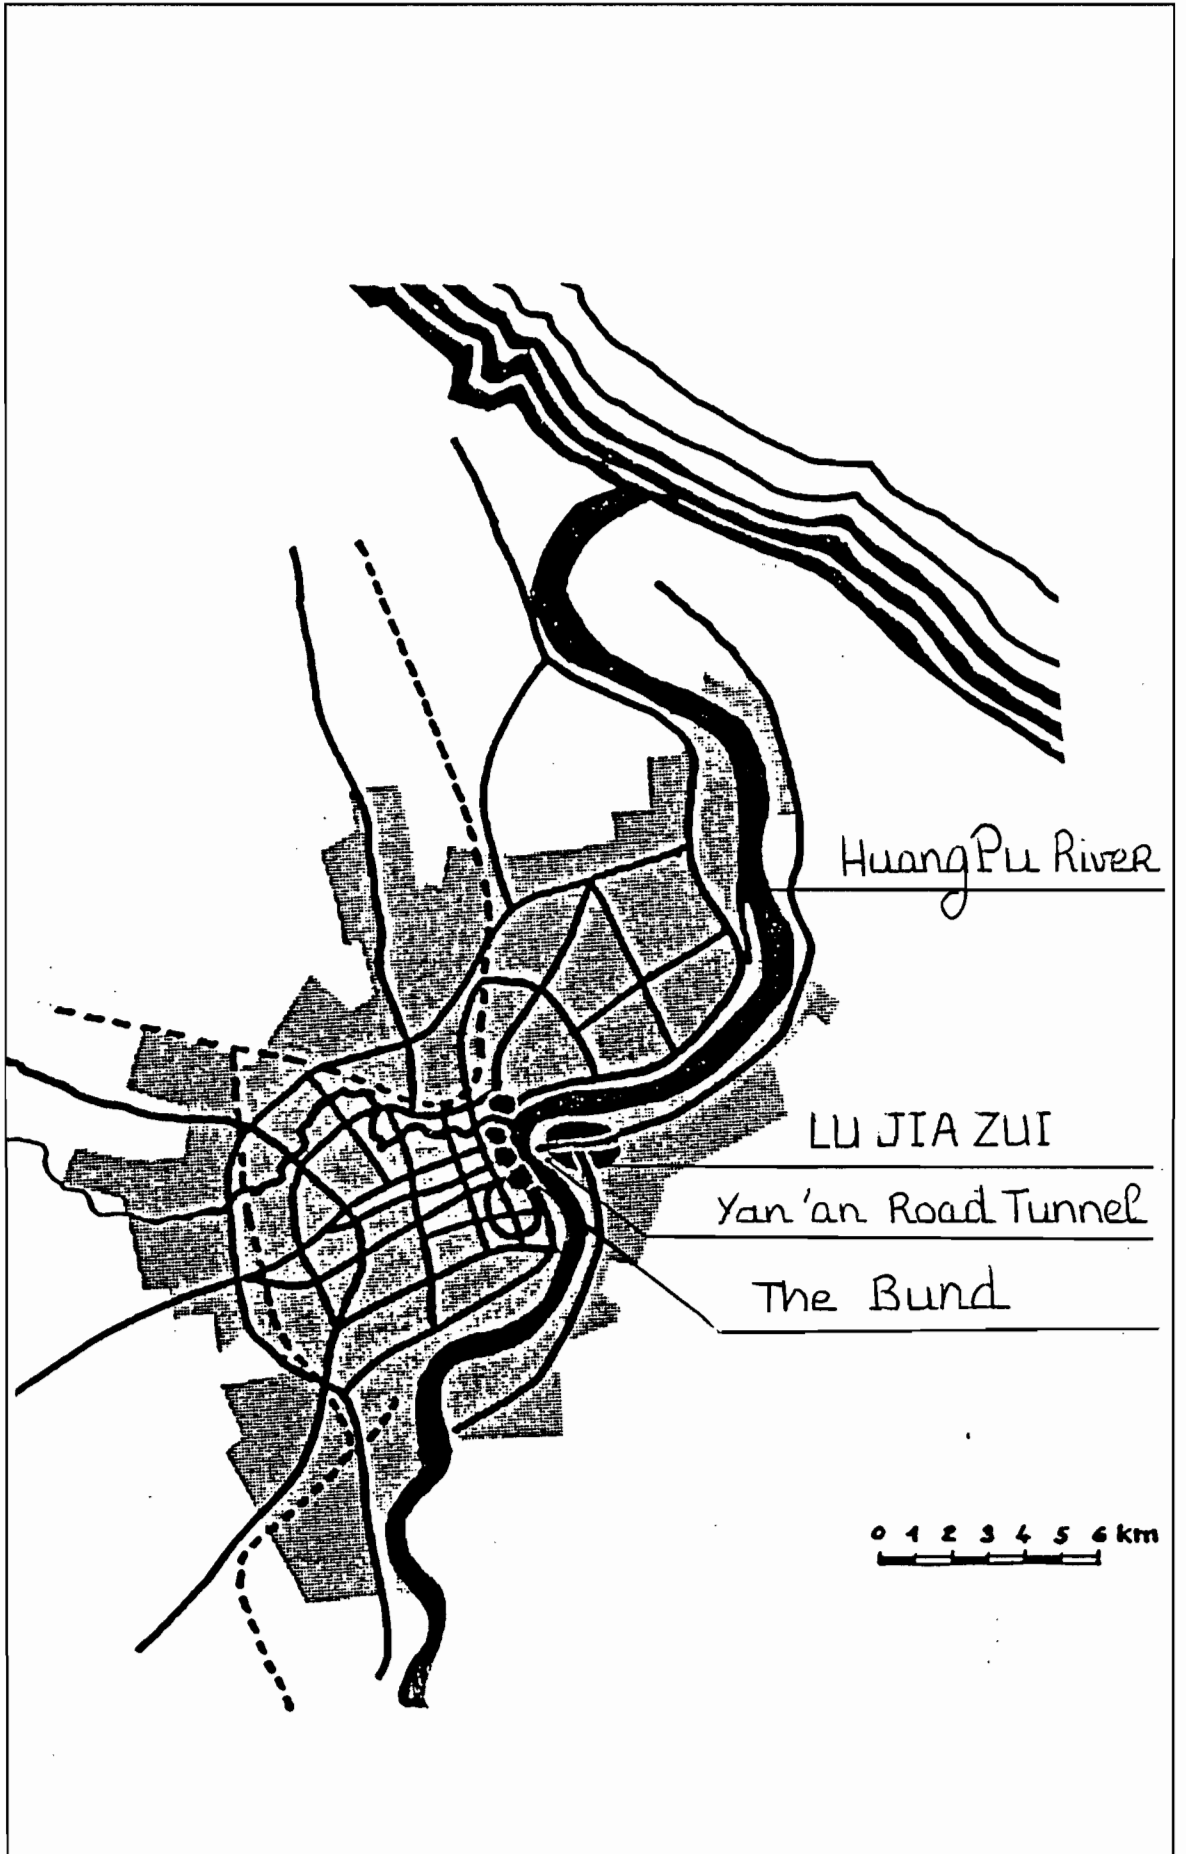 HuangPu River
LU JIA ZUI
Yan'an Road Tunnel
The Bund
0 1 2 3 4 5 6 km